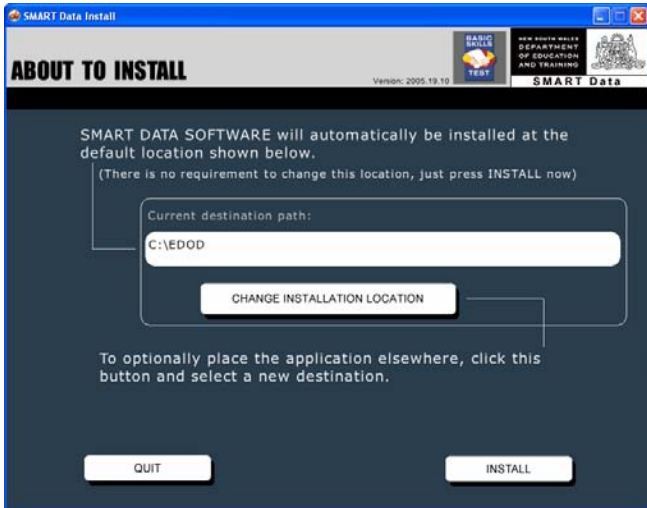 SMART Data Install
BASIC
SKILLS
TEST
NEW SOUTH WALES
DEPARTMENT
OF EDUCATION
AND TRAINING
SMART Data
ABOUT TO INSTALL
Version: 2005.19.10
SMART DATA SOFTWARE will automatically be installed at the
default location shown below.
(There is no requirement to change this location, just press INSTALL now)
Current destination path:
C:\EDOD
CHANGE INSTALLATION LOCATION
To optionally place the application elsewhere, click this
button and select a new destination.
QUIT
INSTALL